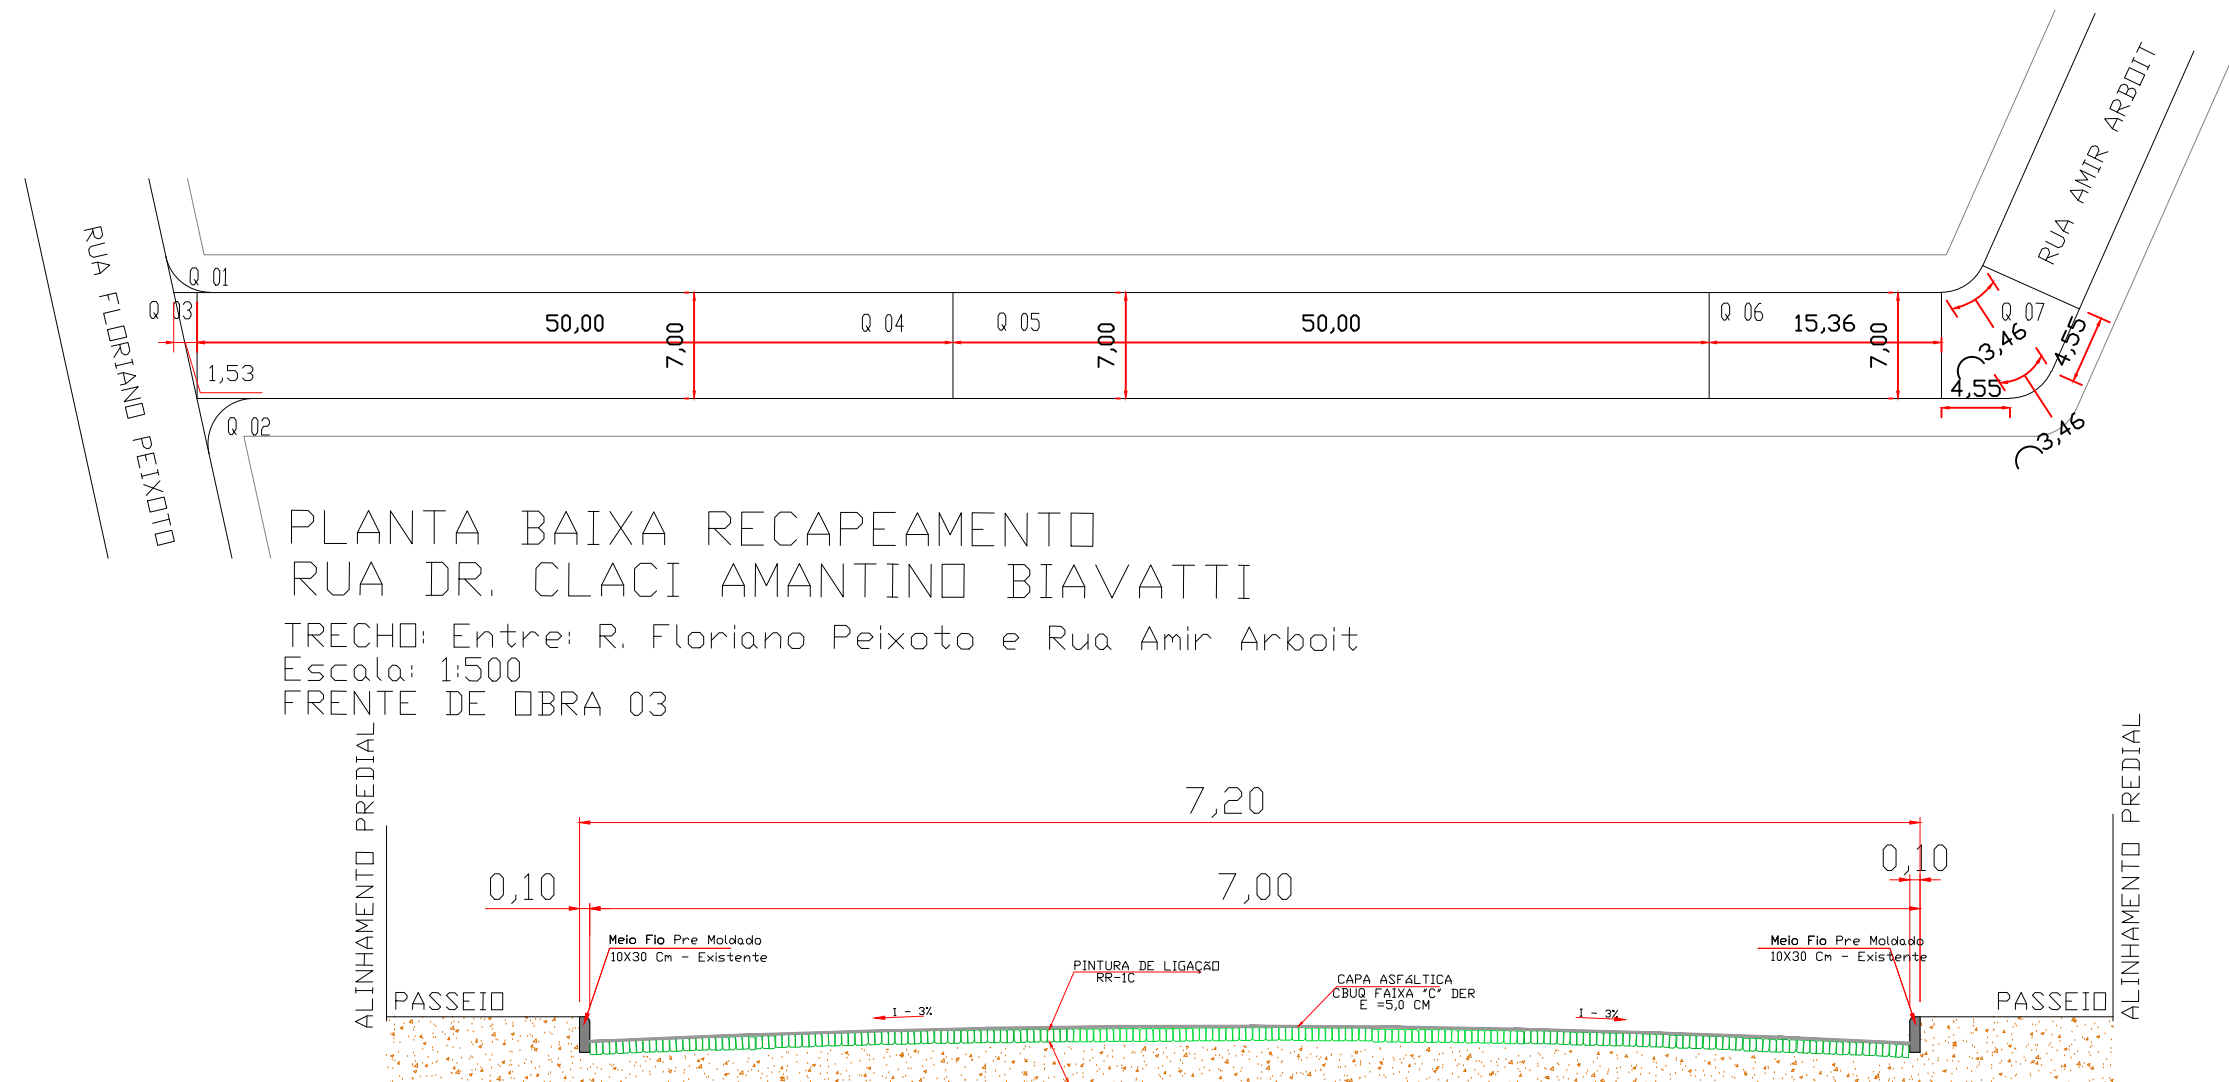 RUA FLORIANO PEIXOTO
RUA AMIR ARBOIT
Q 01
Q 03
50,00
7,00
Q 04
Q 05
7,00
50,00
Q 06
15,36
7,00
Q 07
3,46
4,55
1,53
4,55
Q 02
3,46
PLANTA BAIXA RECAPEAMENTO
RUA DR. CLACI AMANTINO BIAVATTI
TRECHO: Entre: R. Floriano Peixoto e Rua Amir Arboit
Escala: 1:500
FRENTE DE OBRA 03
ALINHAMENTO PREDIAL
ALINHAMENTO PREDIAL
7,20
0,10
7,00
0,10
Meio Fio Pre Moldado
10X30 Cm - Existente
PINTURA DE LIGAÇÃO
RR-1C
CAPA ASFÁLTICA
CBUQ FAIXA "C" DER
E =5,0 CM
Meio Fio Pre Moldado
10X30 Cm - Existente
PASSEIO
I - 3%
I - 3%
PASSEIO